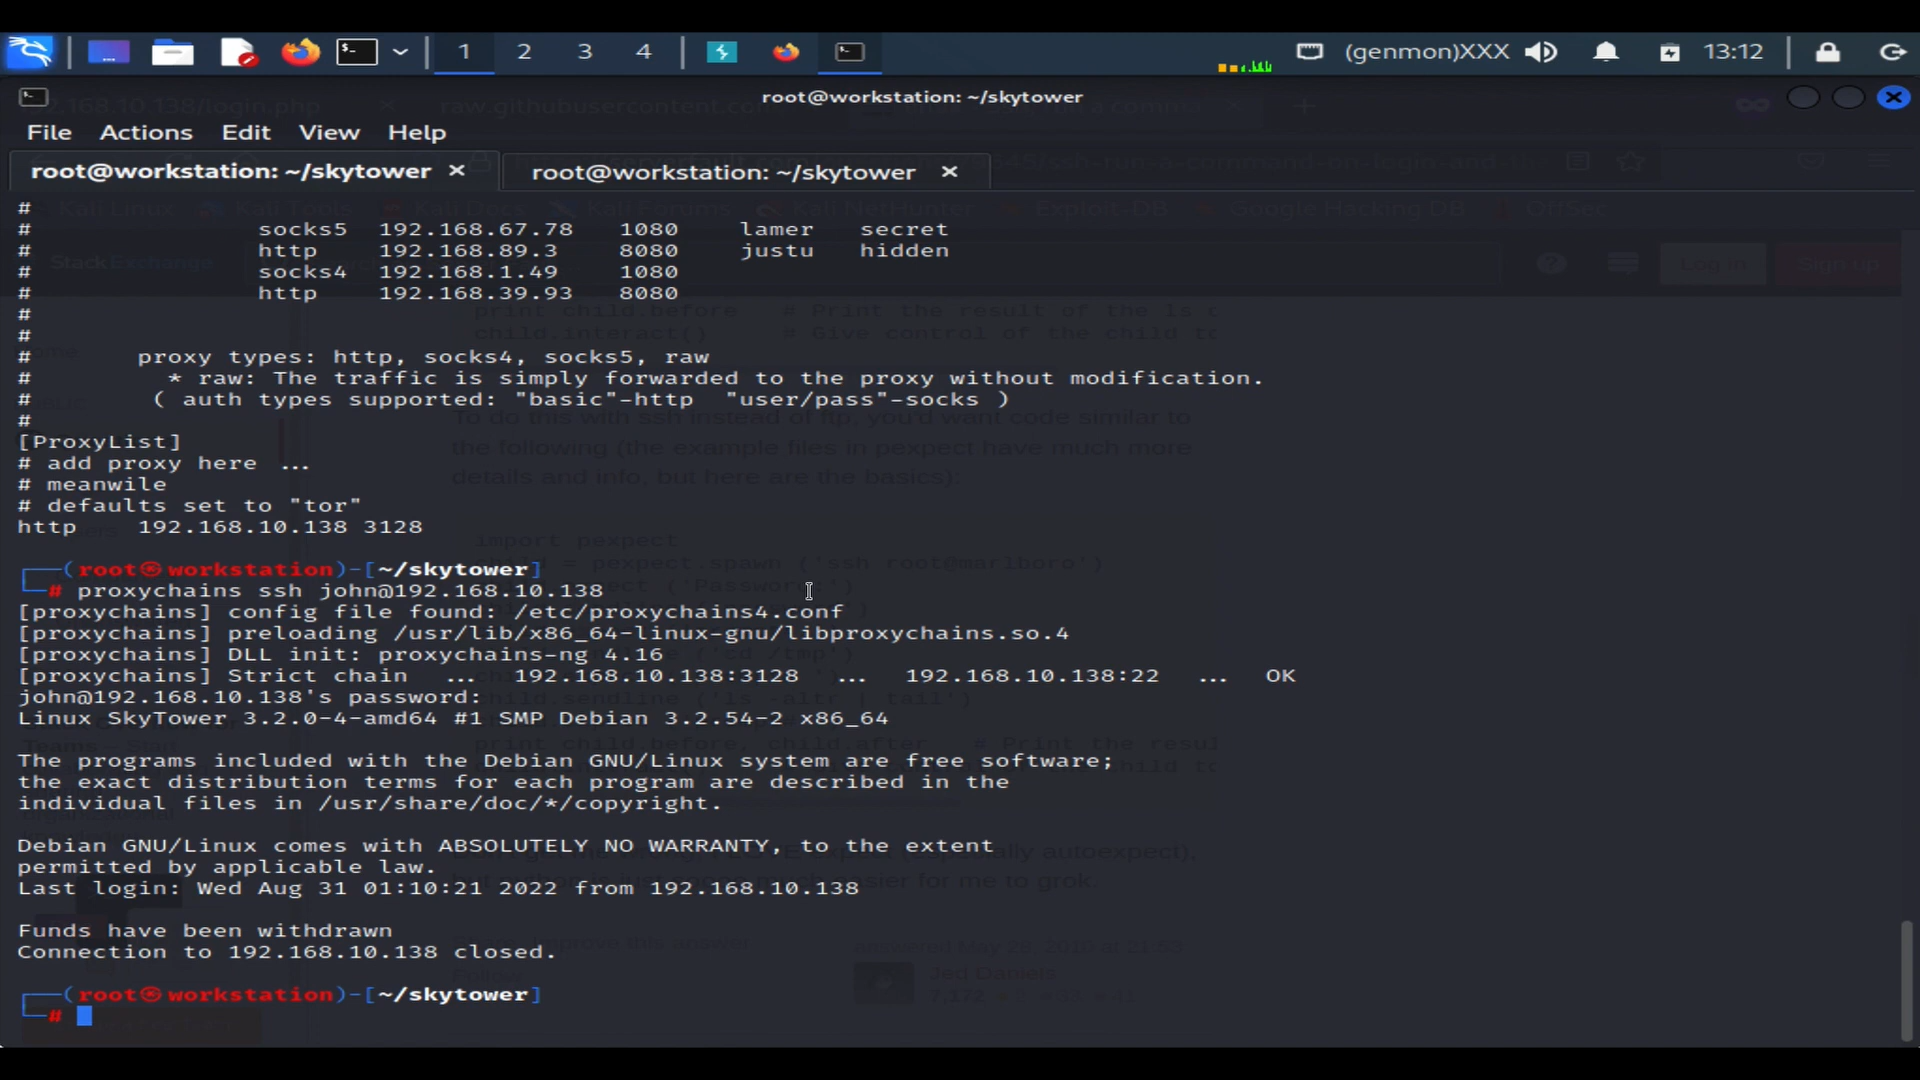 1 2 3 4 (genmon)XXX 13:12
root@workstation: ~/skytower
File Actions Edit View Help
root@workstation: ~/skytower root@workstation: ~/skytower
#
# socks5 192.168.67.78 1080 lamer secret
# http 192.168.89.3 8080 justu hidden
# socks4 192.168.1.49 1080
# http 192.168.39.93 8080
#
#
# proxy types: http, socks4, socks5, raw
# * raw: The traffic is simply forwarded to the proxy without modification.
# ( auth types supported: "basic"-http "user/pass"-socks )
#
[ProxyList]
# add proxy here ...
# meanwile
# defaults set to "tor"
http 192.168.10.138 3128
┌──(root㉿workstation)-[~/skytower]
└─# proxychains ssh john@192.168.10.138
[proxychains] config file found: /etc/proxychains4.conf
[proxychains] preloading /usr/lib/x86_64-linux-gnu/libproxychains.so.4
[proxychains] DLL init: proxychains-ng 4.16
[proxychains] Strict chain ... 192.168.10.138:3128 ... 192.168.10.138:22 ... OK
john@192.168.10.138's password:
Linux SkyTower 3.2.0-4-amd64 #1 SMP Debian 3.2.54-2 x86_64
The programs included with the Debian GNU/Linux system are free software;
the exact distribution terms for each program are described in the
individual files in /usr/share/doc/*/copyright.
Debian GNU/Linux comes with ABSOLUTELY NO WARRANTY, to the extent
permitted by applicable law.
Last login: Wed Aug 31 01:10:21 2022 from 192.168.10.138
Funds have been withdrawn
Connection to 192.168.10.138 closed.
┌──(root㉿workstation)-[~/skytower]
└─#